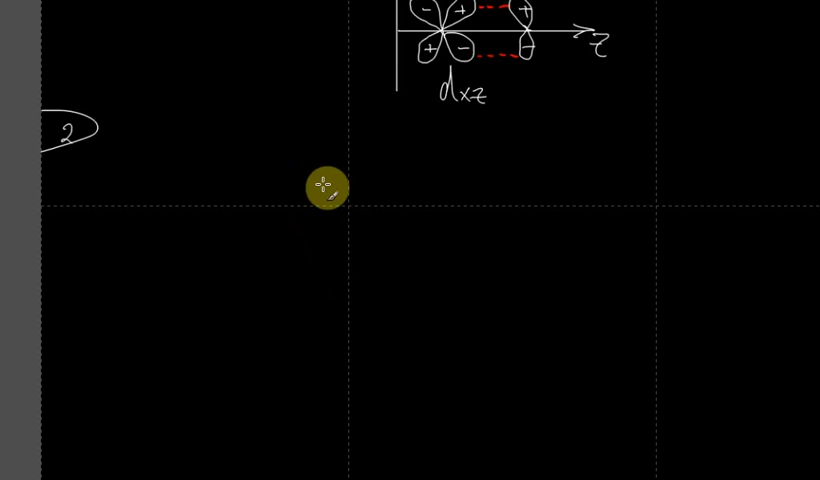 - + +
z
+ - -
dxz
2